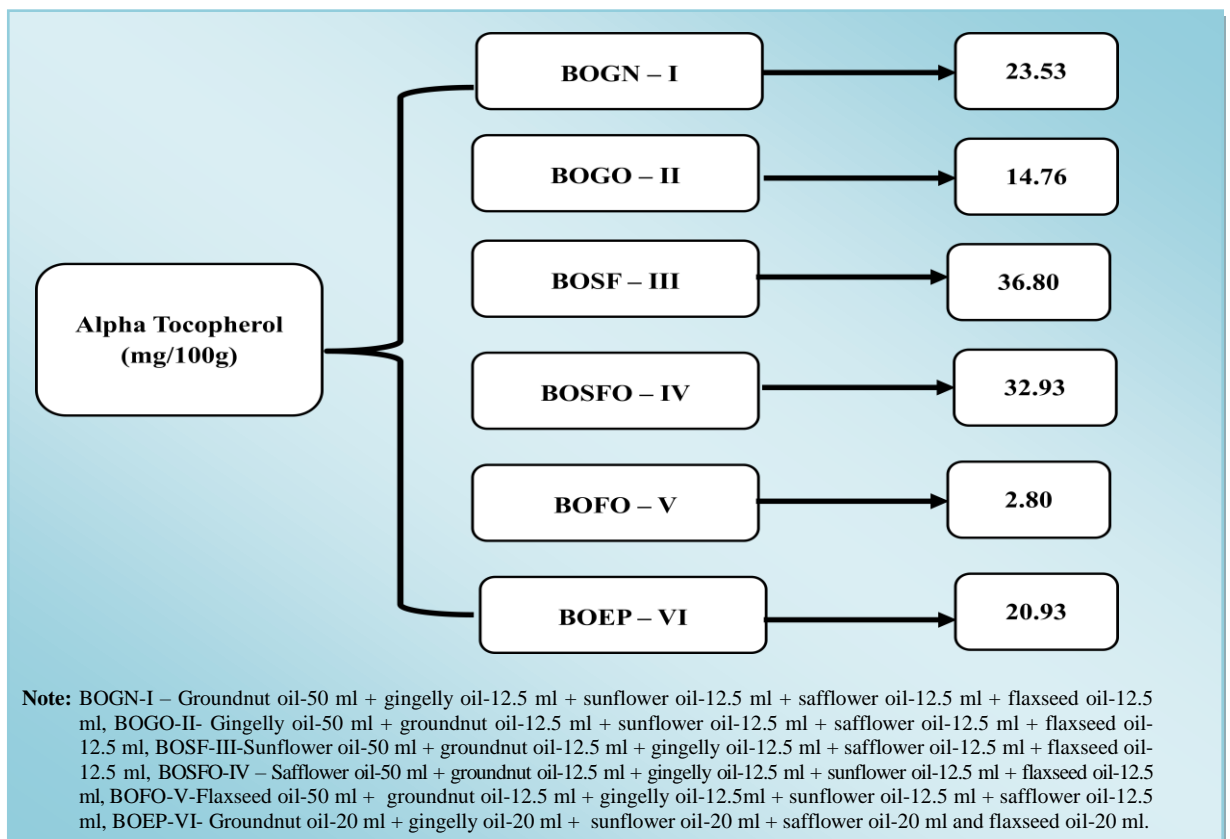 BOGN – I
23.53
BOGO – II
14.76
BOSF – III
36.80
Alpha Tocopherol
(mg/100g)
BOSFO – IV
32.93
BOFO – V
2.80
BOEP – VI
20.93
Note: BOGN-I – Groundnut oil-50 ml + gingelly oil-12.5 ml + sunflower oil-12.5 ml + safflower oil-12.5 ml + flaxseed oil-12.5
ml, BOGO-II- Gingelly oil-50 ml + groundnut oil-12.5 ml + sunflower oil-12.5 ml + safflower oil-12.5 ml + flaxseed oil-
12.5 ml, BOSF-III-Sunflower oil-50 ml + groundnut oil-12.5 ml + gingelly oil-12.5 ml + safflower oil-12.5 ml + flaxseed oil-
12.5 ml, BOSFO-IV – Safflower oil-50 ml + groundnut oil-12.5 ml + gingelly oil-12.5 ml + sunflower oil-12.5 ml + flaxseed oil-12.5
ml, BOFO-V-Flaxseed oil-50 ml + groundnut oil-12.5 ml + gingelly oil-12.5ml + sunflower oil-12.5 ml + safflower oil-12.5
ml, BOEP-VI- Groundnut oil-20 ml + gingelly oil-20 ml + sunflower oil-20 ml + safflower oil-20 ml and flaxseed oil-20 ml.